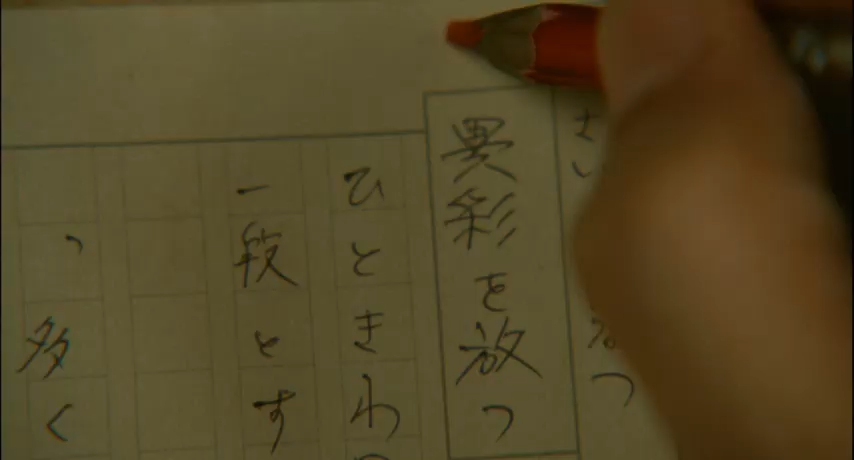 異彩を放つ
ひときわ
一段とす
、多く